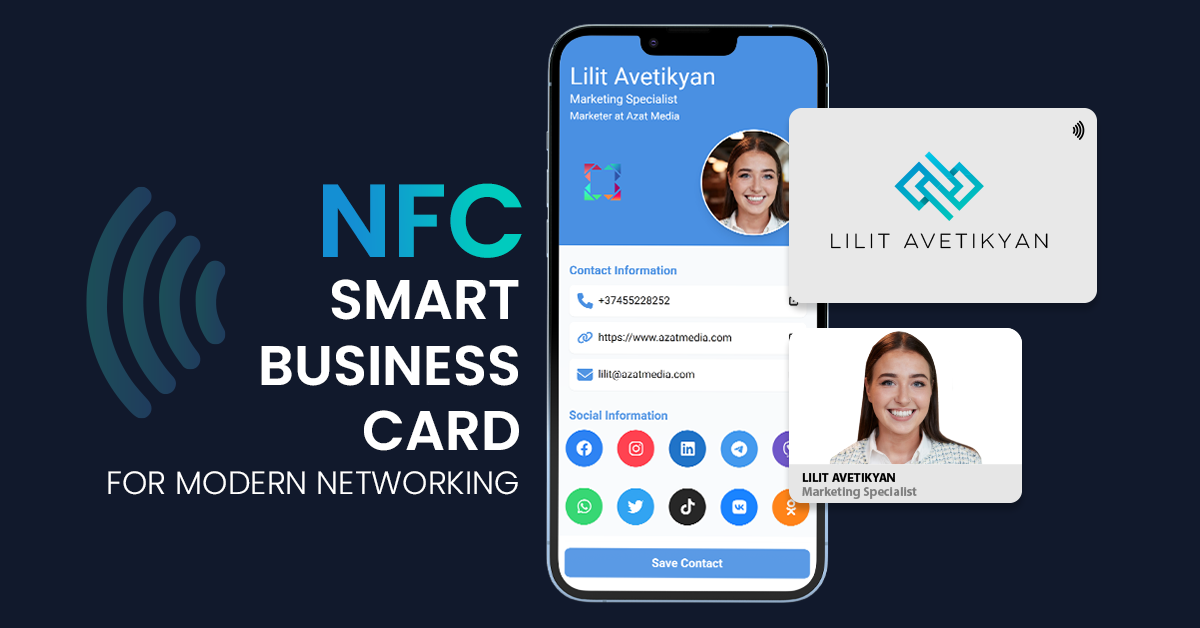 NFC
SMART
BUSINESS
CARD
FOR MODERN NETWORKING
Lilit Avetikyan
Marketing Specialist
Marketer at Azat Media
Contact Information
+37455228252
https://www.azatmedia.com
lilit@azatmedia.com
Social Information
Save Contact
LILIT AVETIKYAN
LILIT AVETIKYAN
Marketing Specialist